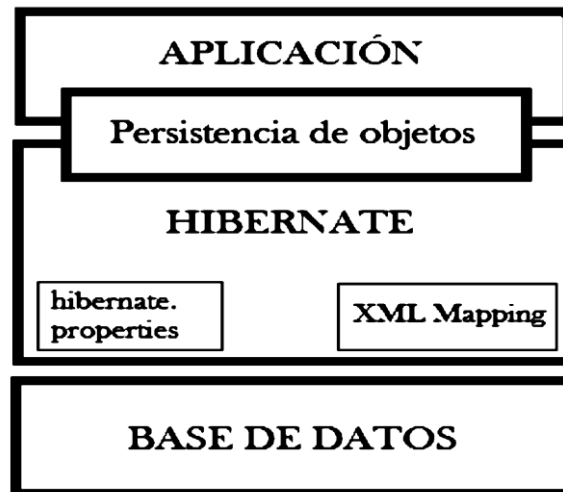 APLICACIÓN
Persistencia de objetos
HIBERNATE
hibernate.
properties
XML Mapping
BASE DE DATOS